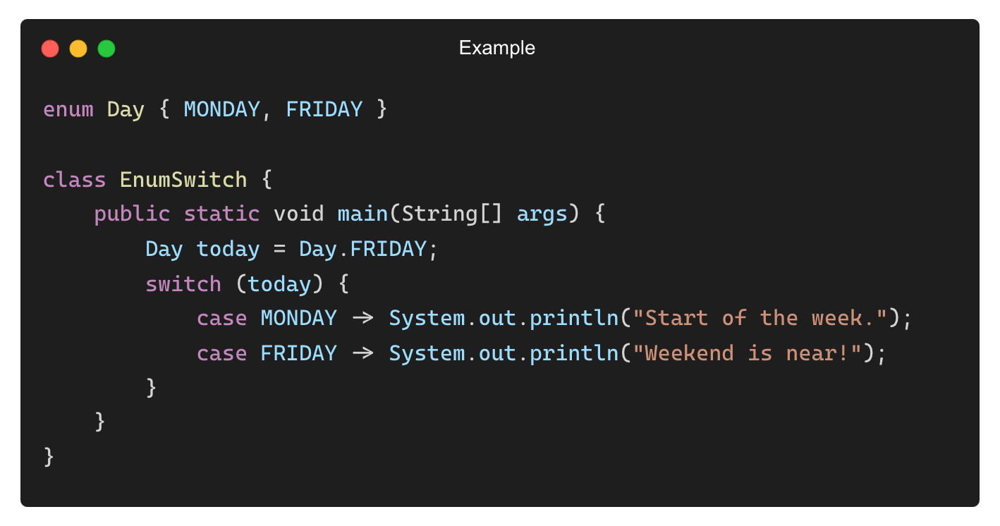 Example
enum Day { MONDAY, FRIDAY }
class EnumSwitch {
    public static void main(String[] args) {
        Day today = Day.FRIDAY;
        switch (today) {
            case MONDAY -> System.out.println("Start of the week.");
            case FRIDAY -> System.out.println("Weekend is near!");
        }
    }
}